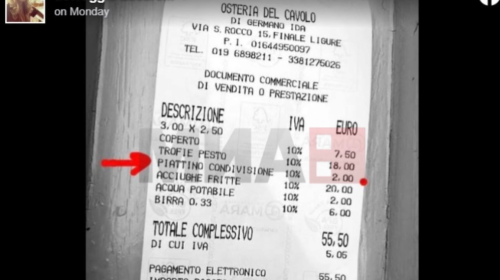 on Monday
OSTERIA DEL CAVOLO
DI GERMANO IDA
VIA S. ROCCO 15, FINALE LIGURE
P. I. 01644950097
TEL. 019 6898211 - 3381275026
DOCUMENTO COMMERCIALE
DI VENDITA O PRESTAZIONE
DESCRIZIONE IVA EURO
3,00 X 2,50
COPERTO 10% 7,50
TROFIE PESTO 10% 18,00
PIATTINO CONDIVISIONE 10% 2,00
ACCIUGHE FRITTE 10% 20,00
ACQUA POTABILE 10% 2,00
BIRRA 0.33 10% 6,00
TOTALE COMPLESSIVO 55,50
DI CUI IVA 5,05
PAGAMENTO ELETTRONICO 55,50